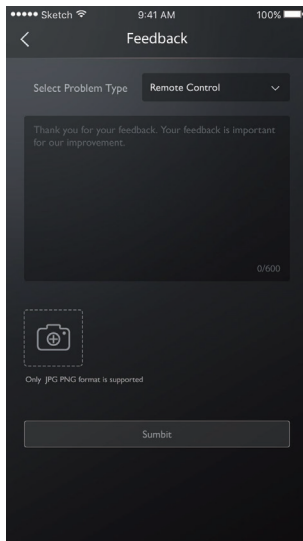 Sketch 9:41 AM 100%
Feedback
Select Problem Type Remote Control
Thank you for your feedback. Your feedback is important
for our improvement.
0/600
Only JPG PNG format is supported
Sumbit